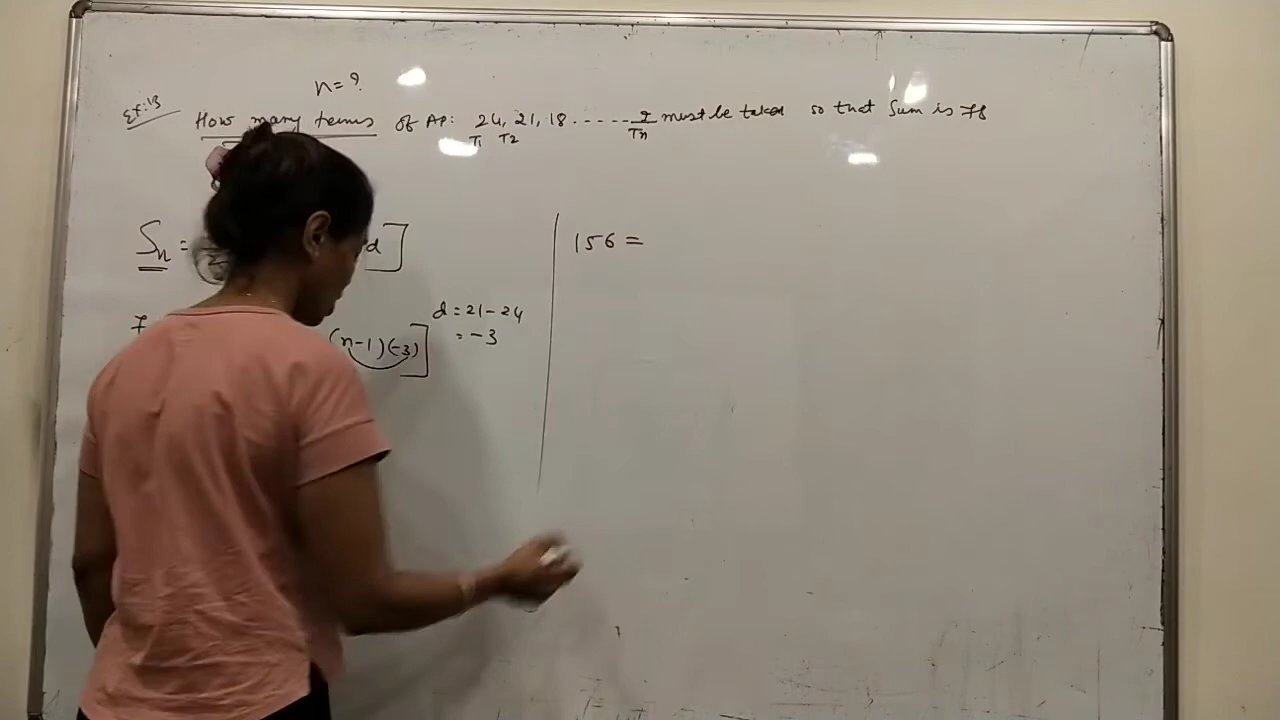 n = ?
Ex:13 How many terms of AP: 24, 21, 18 . . . . . ? must be taken so that Sum is 78
T1 T2 Tn
Sn = d]
156 =
d = 21 - 24
= -3
7 (n-1)(-3)]